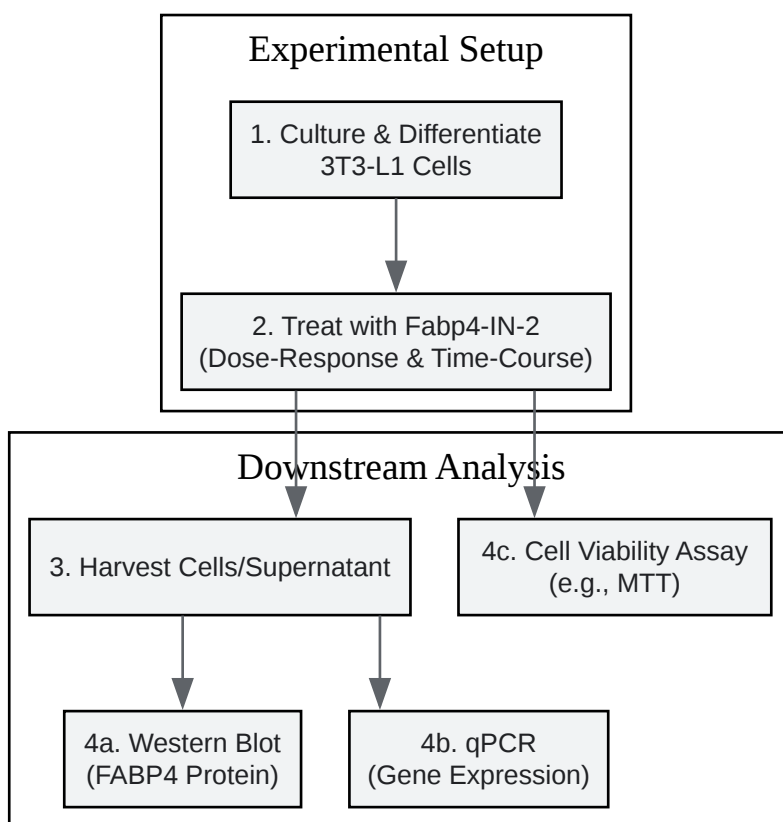 Experimental Setup
1. Culture & Differentiate
3T3-L1 Cells
2. Treat with Fabp4-IN-2
(Dose-Response & Time-Course)
Downstream Analysis
3. Harvest Cells/Supernatant
4c. Cell Viability Assay
(e.g., MTT)
4a. Western Blot
(FABP4 Protein)
4b. qPCR
(Gene Expression)